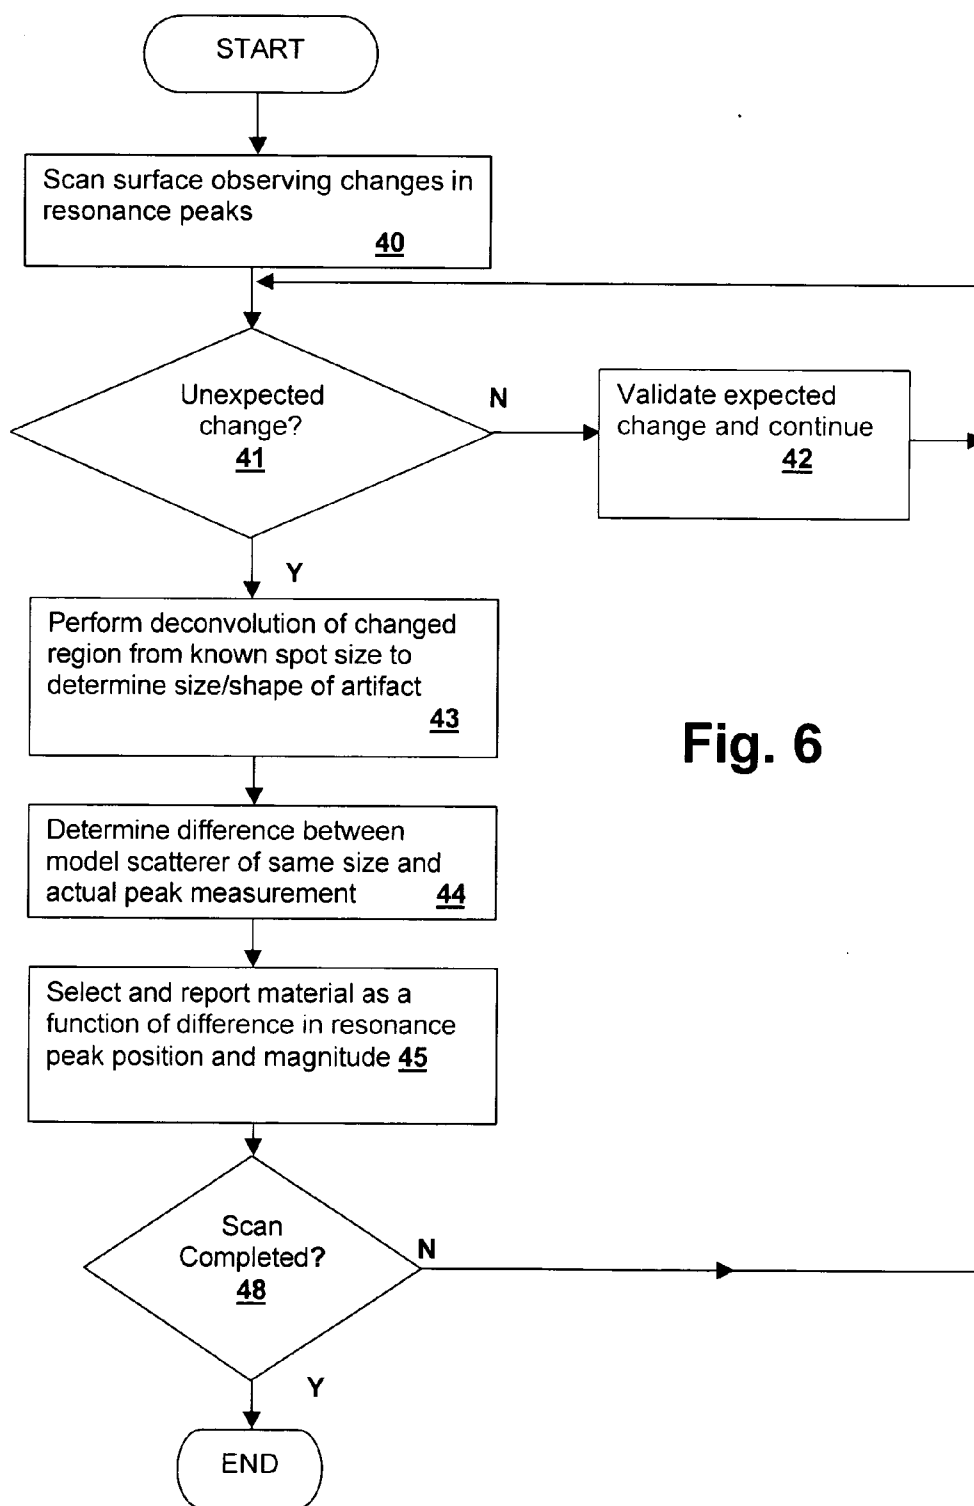 START
Scan surface observing changes in
resonance peaks
40
Unexpected
change?
41
N
Validate expected
change and continue
42
Y
Perform deconvolution of changed
region from known spot size to
determine size/shape of artifact
43
Fig. 6
Determine difference between
model scatterer of same size and
actual peak measurement 44
Select and report material as a
function of difference in resonance
peak position and magnitude 45
Scan
Completed?
48
N
Y
END